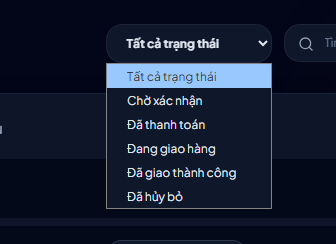 Tất cả trạng thái
Tất cả trạng thái
Chờ xác nhận
Đã thanh toán
Đang giao hàng
Đã giao thành công
Đã hủy bỏ